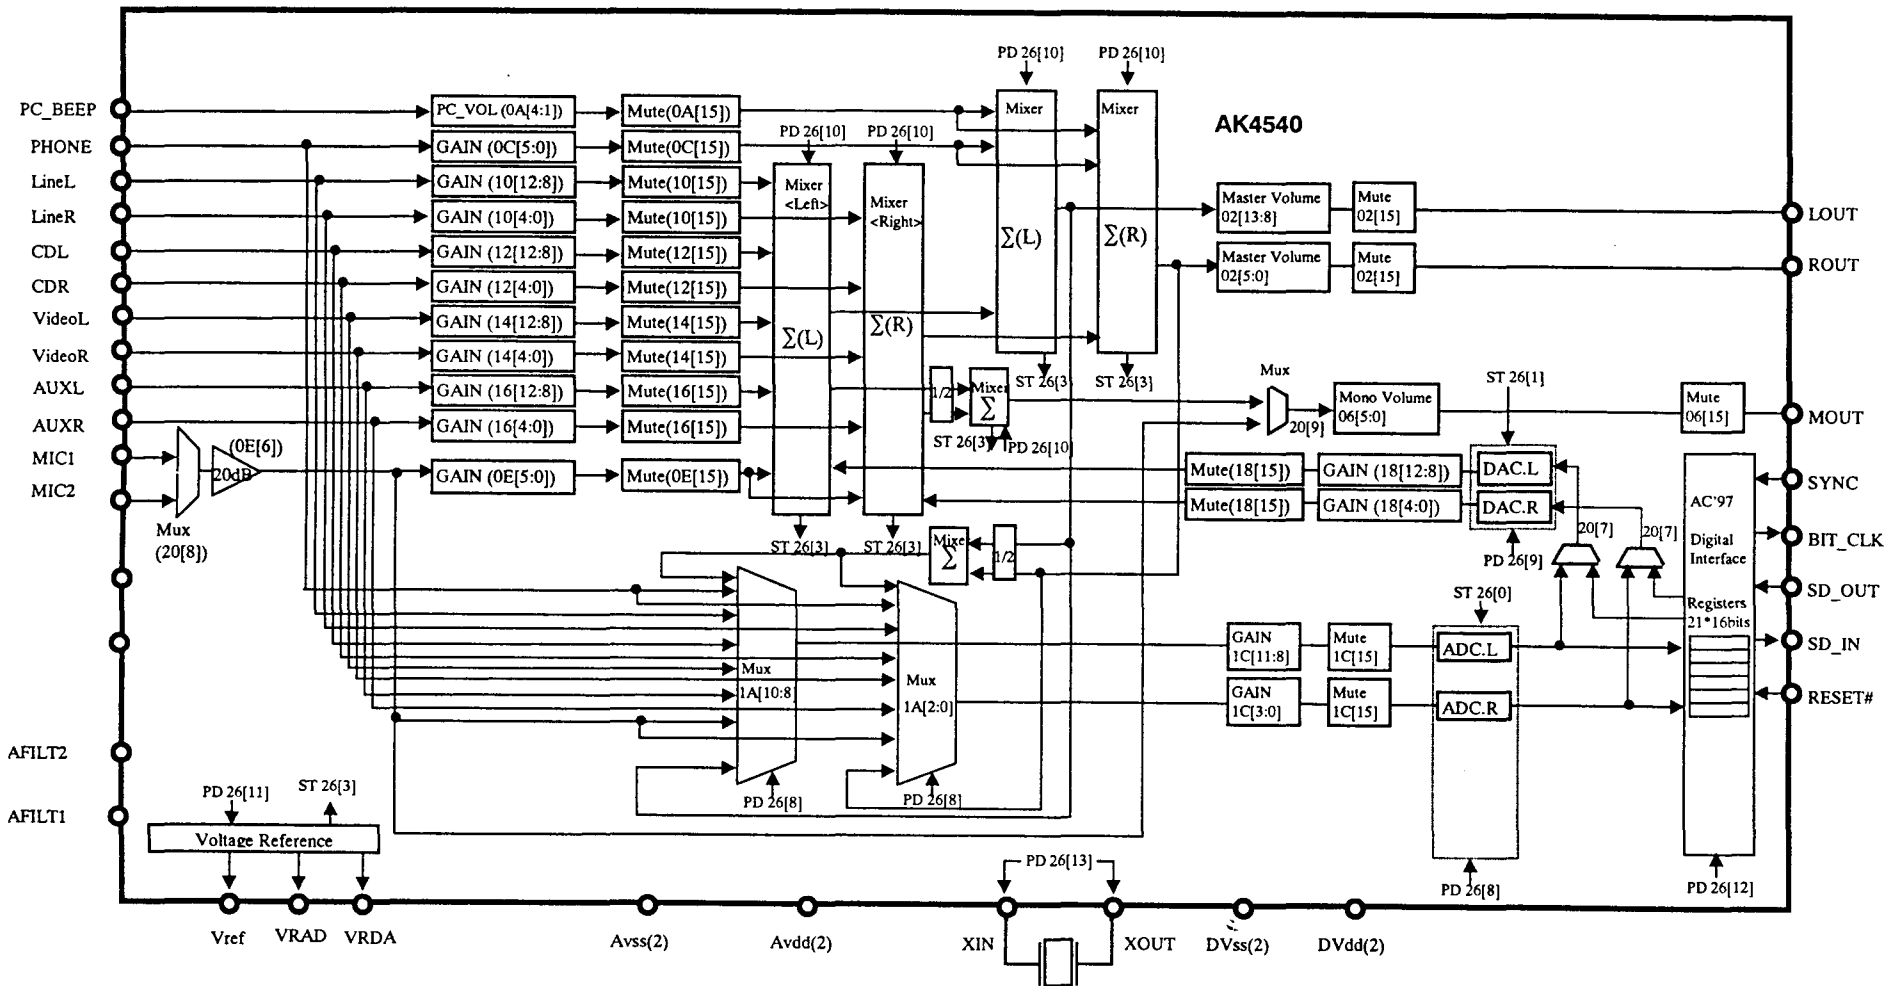 PD 26[10] PD 26[10]
PC_BEEP PC_VOL (0A[4:1]) Mute(0A[15]) Mixer Mixer
AK4540
PD 26[10] PD 26[10]
PHONE GAIN (0C[5:0]) Mute(0C[15])
LineL GAIN (10[12:8]) Mute(10[15]) Mixer <Left>
LineR GAIN (10[4:0]) Mute(10[15]) Mixer <Right>
Master Volume 02[13:8] Mute 02[15] LOUT
CDL GAIN (12[12:8]) Mute(12[15]) Σ(L) Σ(R)
Master Volume 02[5:0] Mute 02[15] ROUT
CDR GAIN (12[4:0]) Mute(12[15])
VideoL GAIN (14[12:8]) Mute(14[15]) Σ(L) Σ(R)
VideoR GAIN (14[4:0]) Mute(14[15])
ST 26[3 ST 26[3]
AUXL GAIN (16[12:8]) Mute(16[15]) 1/2 Mixer Σ
Mux 20[9] Mono Volume 06[5:0] ST 26[1] Mute 06[15] MOUT
AUXR GAIN (16[4:0]) Mute(16[15])
ST 26[3] PD 26[10]
MIC1 (0E[6])
20dB GAIN (0E[5:0]) Mute(0E[15])
Mute(18[15]) GAIN (18[12:8]) DAC.L
MIC2
Mute(18[15]) GAIN (18[4:0]) DAC.R
SYNC
AC'97
Digital
Interface
BIT_CLK
Mux
(20[8])
ST 26[3] ST 26[3] Mixe Σ 1/2
PD 26[9] 20[7] 20[7]
SD_OUT
ST 26[0]
Registers
21*16bits
GAIN 1C[11:8] Mute 1C[15] ADC.L SD_IN
Mux
1A[10:8]
Mux
1A[2:0]
GAIN 1C[3:0] Mute 1C[15] ADC.R RESET#
AFILT2
PD 26[11] ST 26[3] PD 26[8] PD 26[8]
AFILT1
Voltage Reference
PD 26[13] PD 26[8] PD 26[12]
Vref VRAD VRDA Avss(2) Avdd(2) XIN XOUT DVss(2) DVdd(2)